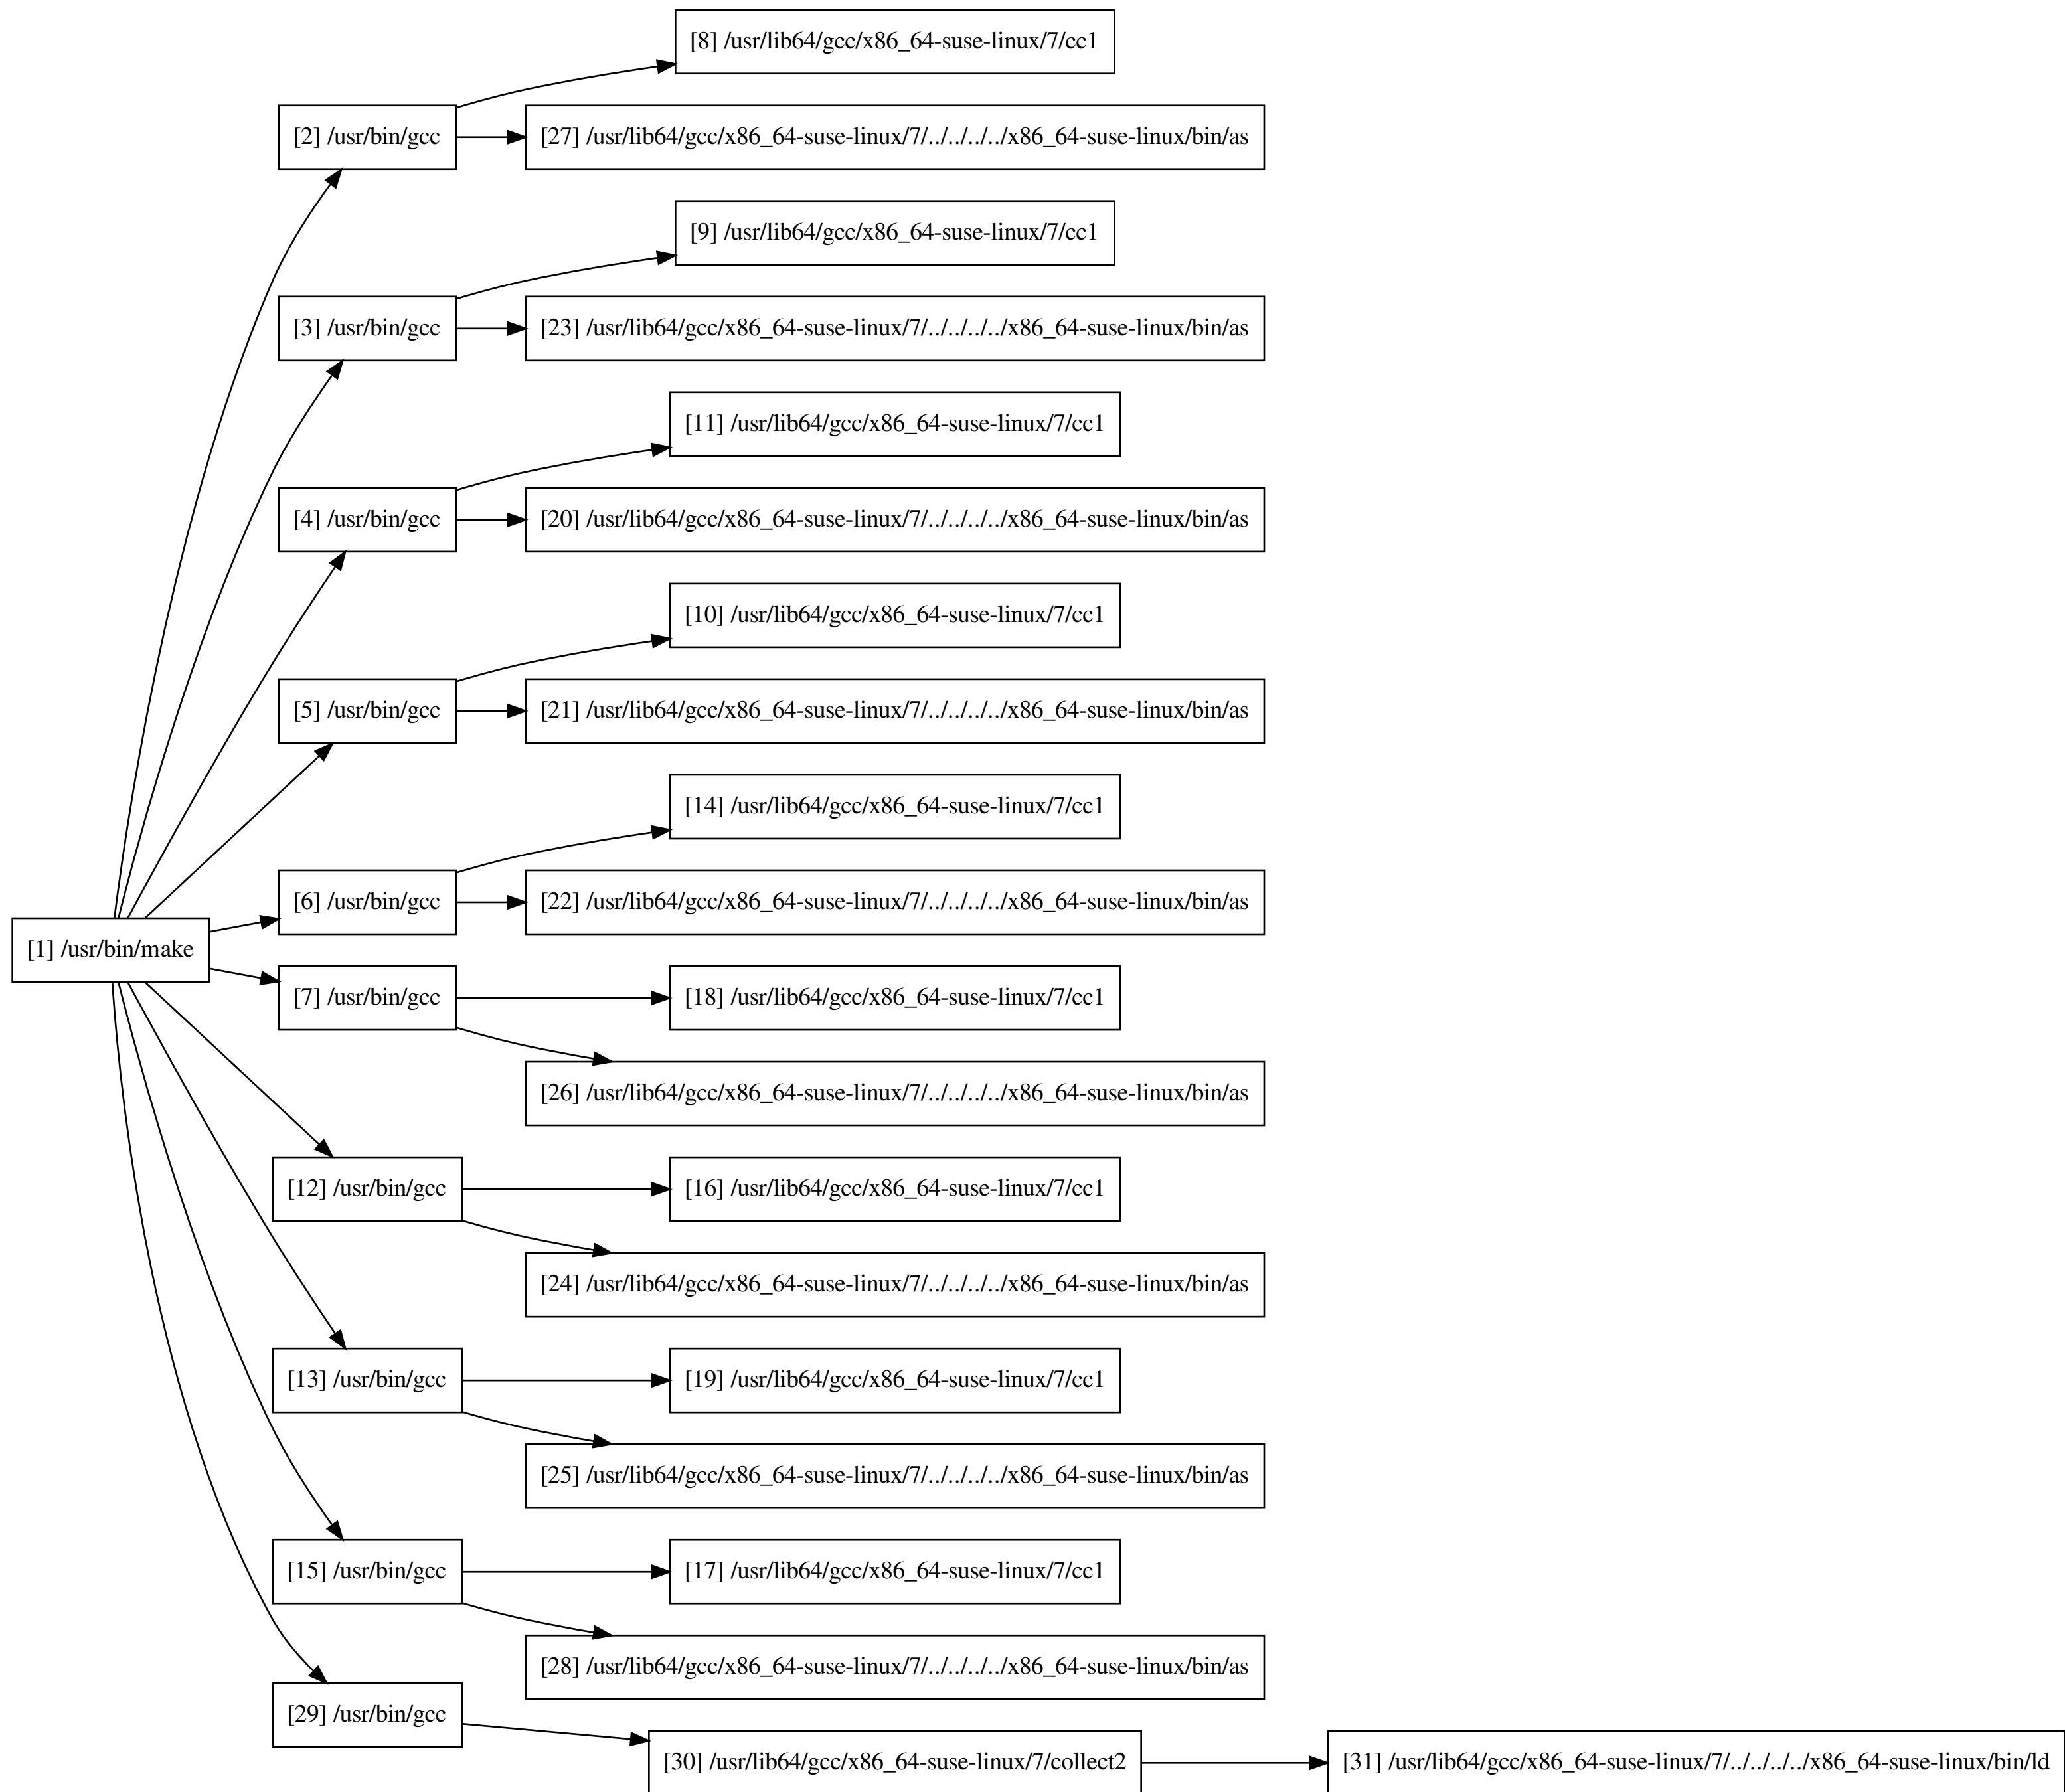 [8] /usr/lib64/gcc/x86_64-suse-linux/7/cc1
[2] /usr/bin/gcc
[27] /usr/lib64/gcc/x86_64-suse-linux/7/../../../../x86_64-suse-linux/bin/as
[9] /usr/lib64/gcc/x86_64-suse-linux/7/cc1
[3] /usr/bin/gcc
[23] /usr/lib64/gcc/x86_64-suse-linux/7/../../../../x86_64-suse-linux/bin/as
[11] /usr/lib64/gcc/x86_64-suse-linux/7/cc1
[4] /usr/bin/gcc
[20] /usr/lib64/gcc/x86_64-suse-linux/7/../../../../x86_64-suse-linux/bin/as
[10] /usr/lib64/gcc/x86_64-suse-linux/7/cc1
[5] /usr/bin/gcc
[21] /usr/lib64/gcc/x86_64-suse-linux/7/../../../../x86_64-suse-linux/bin/as
[14] /usr/lib64/gcc/x86_64-suse-linux/7/cc1
[6] /usr/bin/gcc
[22] /usr/lib64/gcc/x86_64-suse-linux/7/../../../../x86_64-suse-linux/bin/as
[1] /usr/bin/make
[7] /usr/bin/gcc
[18] /usr/lib64/gcc/x86_64-suse-linux/7/cc1
[26] /usr/lib64/gcc/x86_64-suse-linux/7/../../../../x86_64-suse-linux/bin/as
[12] /usr/bin/gcc
[16] /usr/lib64/gcc/x86_64-suse-linux/7/cc1
[24] /usr/lib64/gcc/x86_64-suse-linux/7/../../../../x86_64-suse-linux/bin/as
[13] /usr/bin/gcc
[19] /usr/lib64/gcc/x86_64-suse-linux/7/cc1
[25] /usr/lib64/gcc/x86_64-suse-linux/7/../../../../x86_64-suse-linux/bin/as
[15] /usr/bin/gcc
[17] /usr/lib64/gcc/x86_64-suse-linux/7/cc1
[28] /usr/lib64/gcc/x86_64-suse-linux/7/../../../../x86_64-suse-linux/bin/as
[29] /usr/bin/gcc
[30] /usr/lib64/gcc/x86_64-suse-linux/7/collect2
[31] /usr/lib64/gcc/x86_64-suse-linux/7/../../../../x86_64-suse-linux/bin/ld